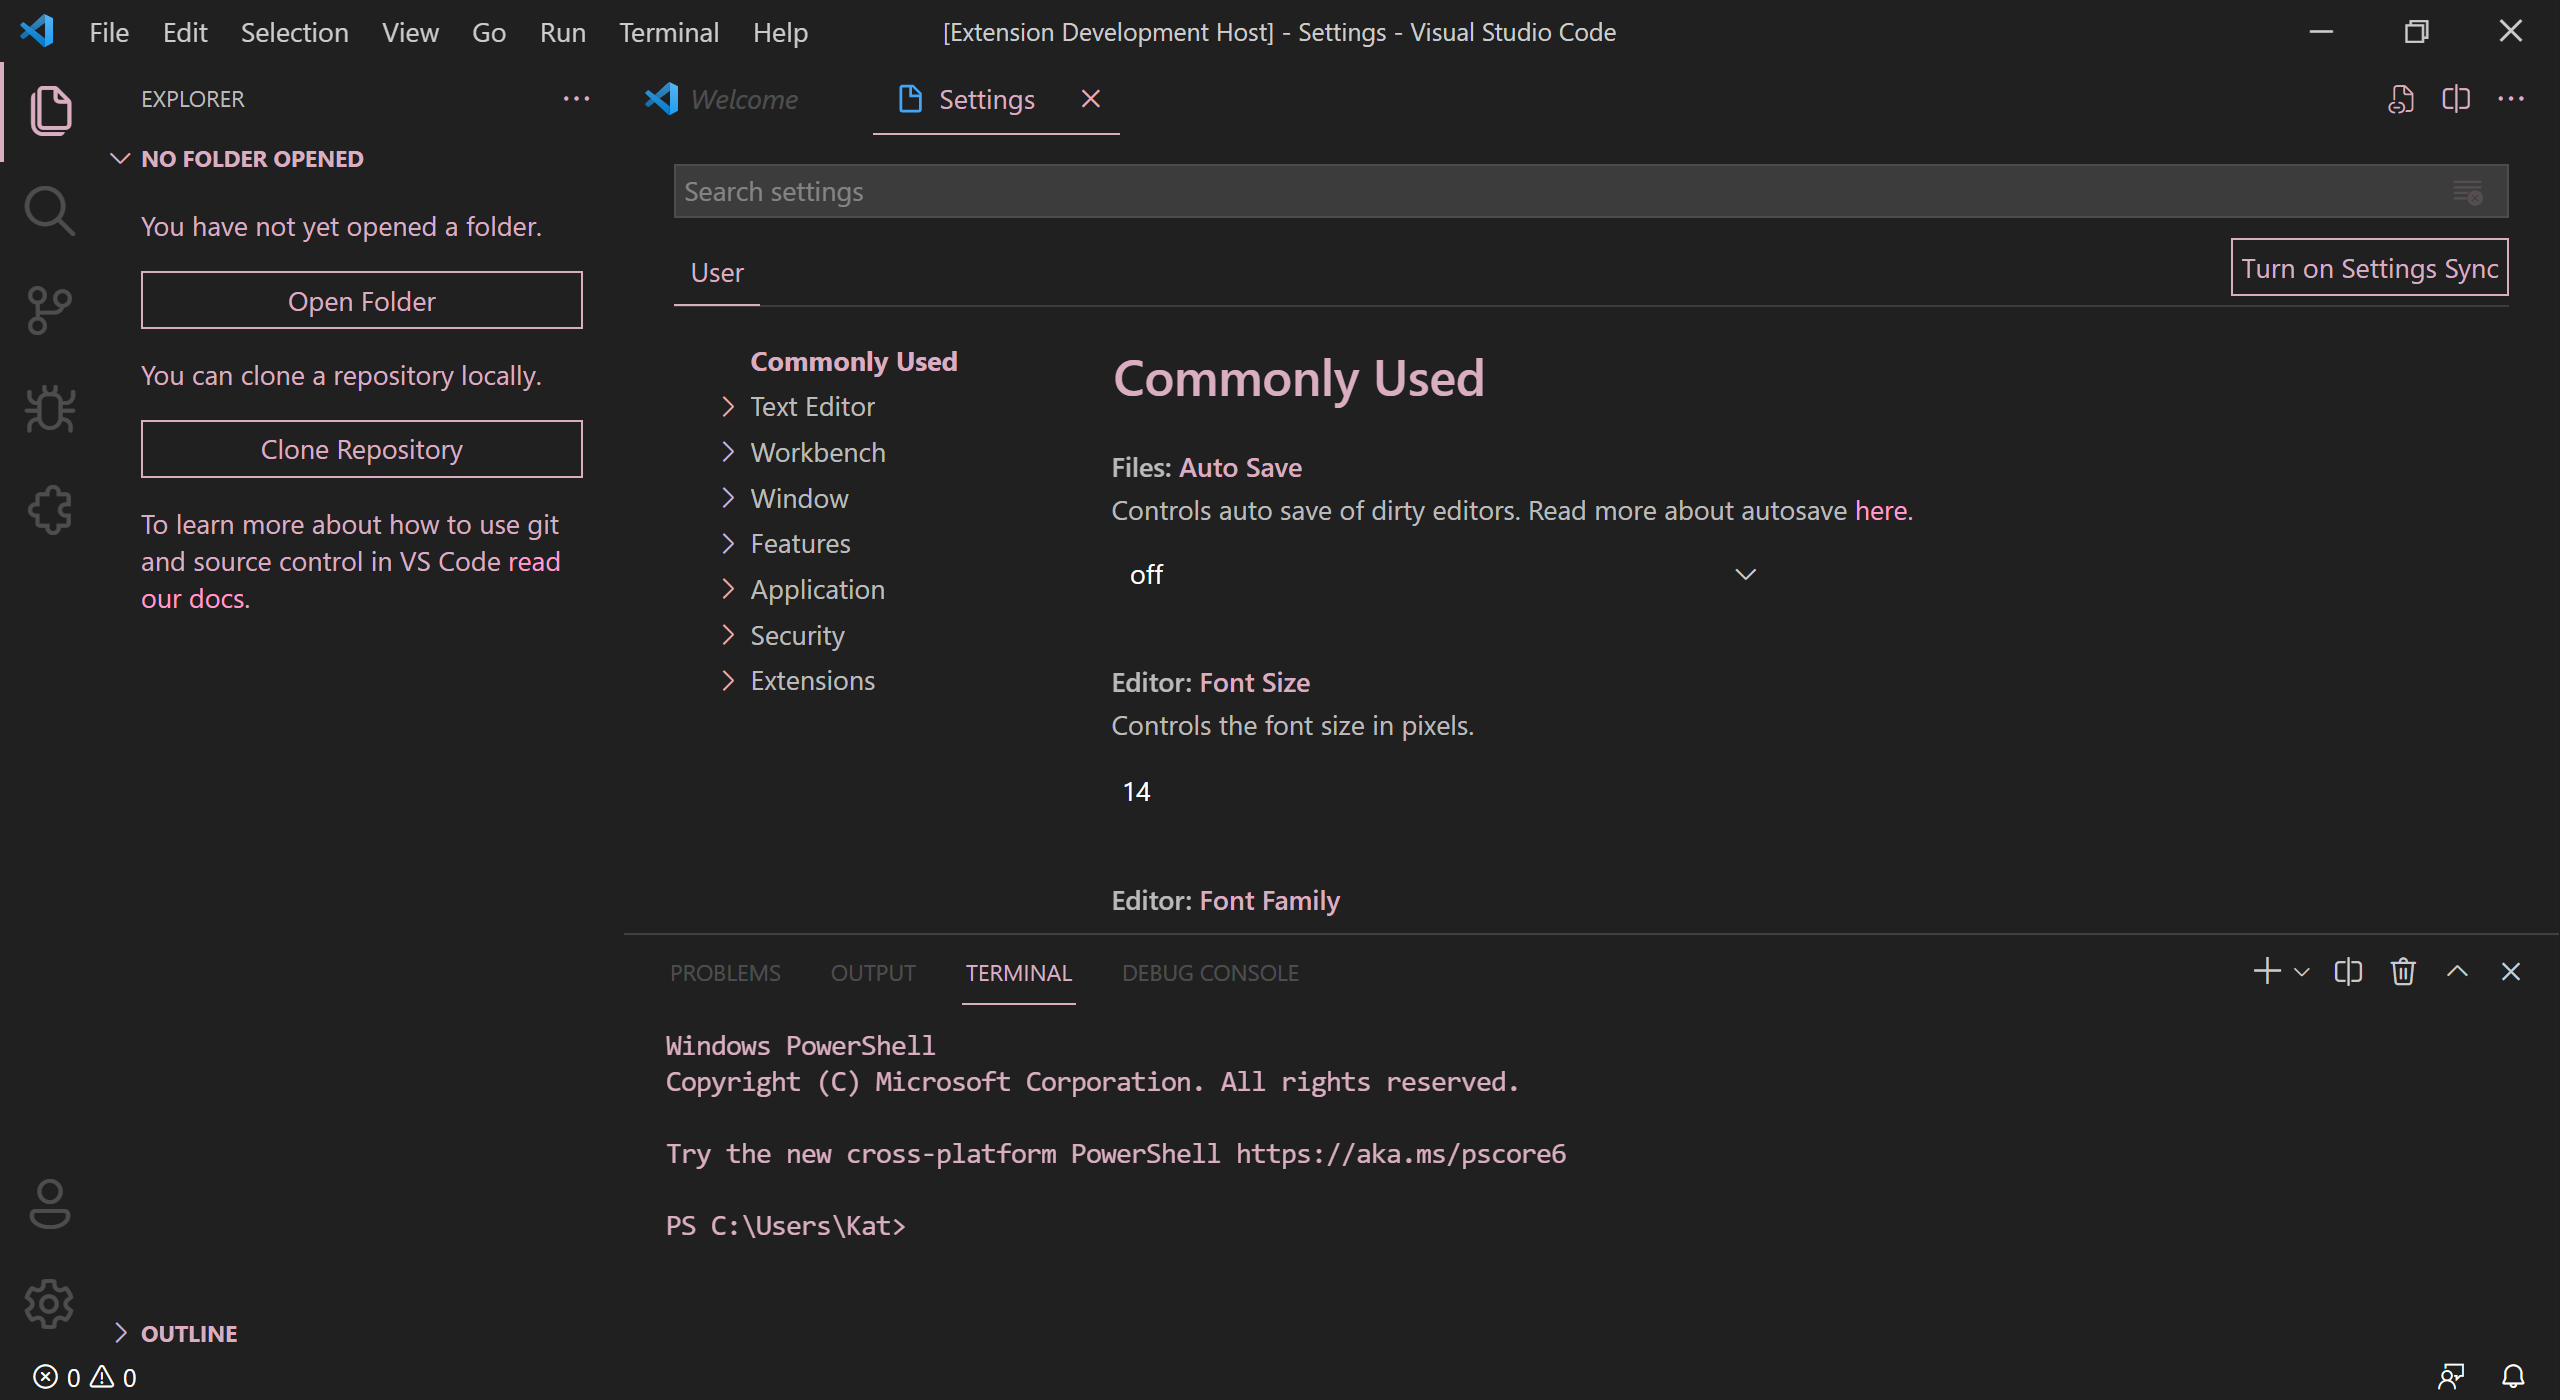 File Edit Selection View Go Run Terminal Help [Extension Development Host] - Settings - Visual Studio Code
EXPLORER
NO FOLDER OPENED
You have not yet opened a folder.
Open Folder
You can clone a repository locally.
Clone Repository
To learn more about how to use git
and source control in VS Code read
our docs.
OUTLINE
Welcome Settings
Search settings
User
Turn on Settings Sync
Commonly Used
Text Editor
Workbench
Window
Features
Application
Security
Extensions
Commonly Used
Files: Auto Save
Controls auto save of dirty editors. Read more about autosave here.
off
Editor: Font Size
Controls the font size in pixels.
14
Editor: Font Family
PROBLEMS OUTPUT TERMINAL DEBUG CONSOLE
Windows PowerShell
Copyright (C) Microsoft Corporation. All rights reserved.
Try the new cross-platform PowerShell https://aka.ms/pscore6
PS C:\Users\Kat>
0 0